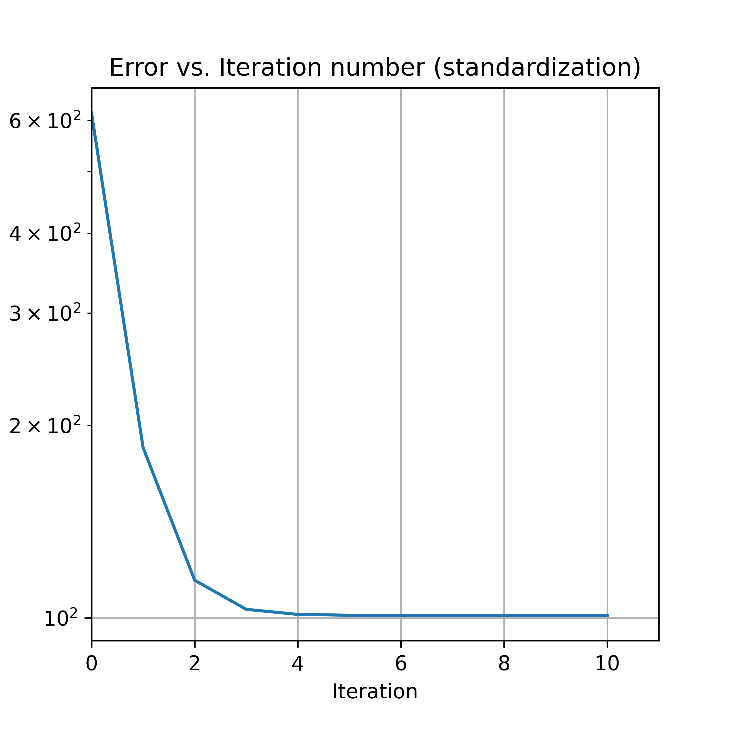 Error vs. Iteration number (standardization)
6 × 10²
4 × 10²
3 × 10²
2 × 10²
10²
0 2 4 6 8 10
Iteration